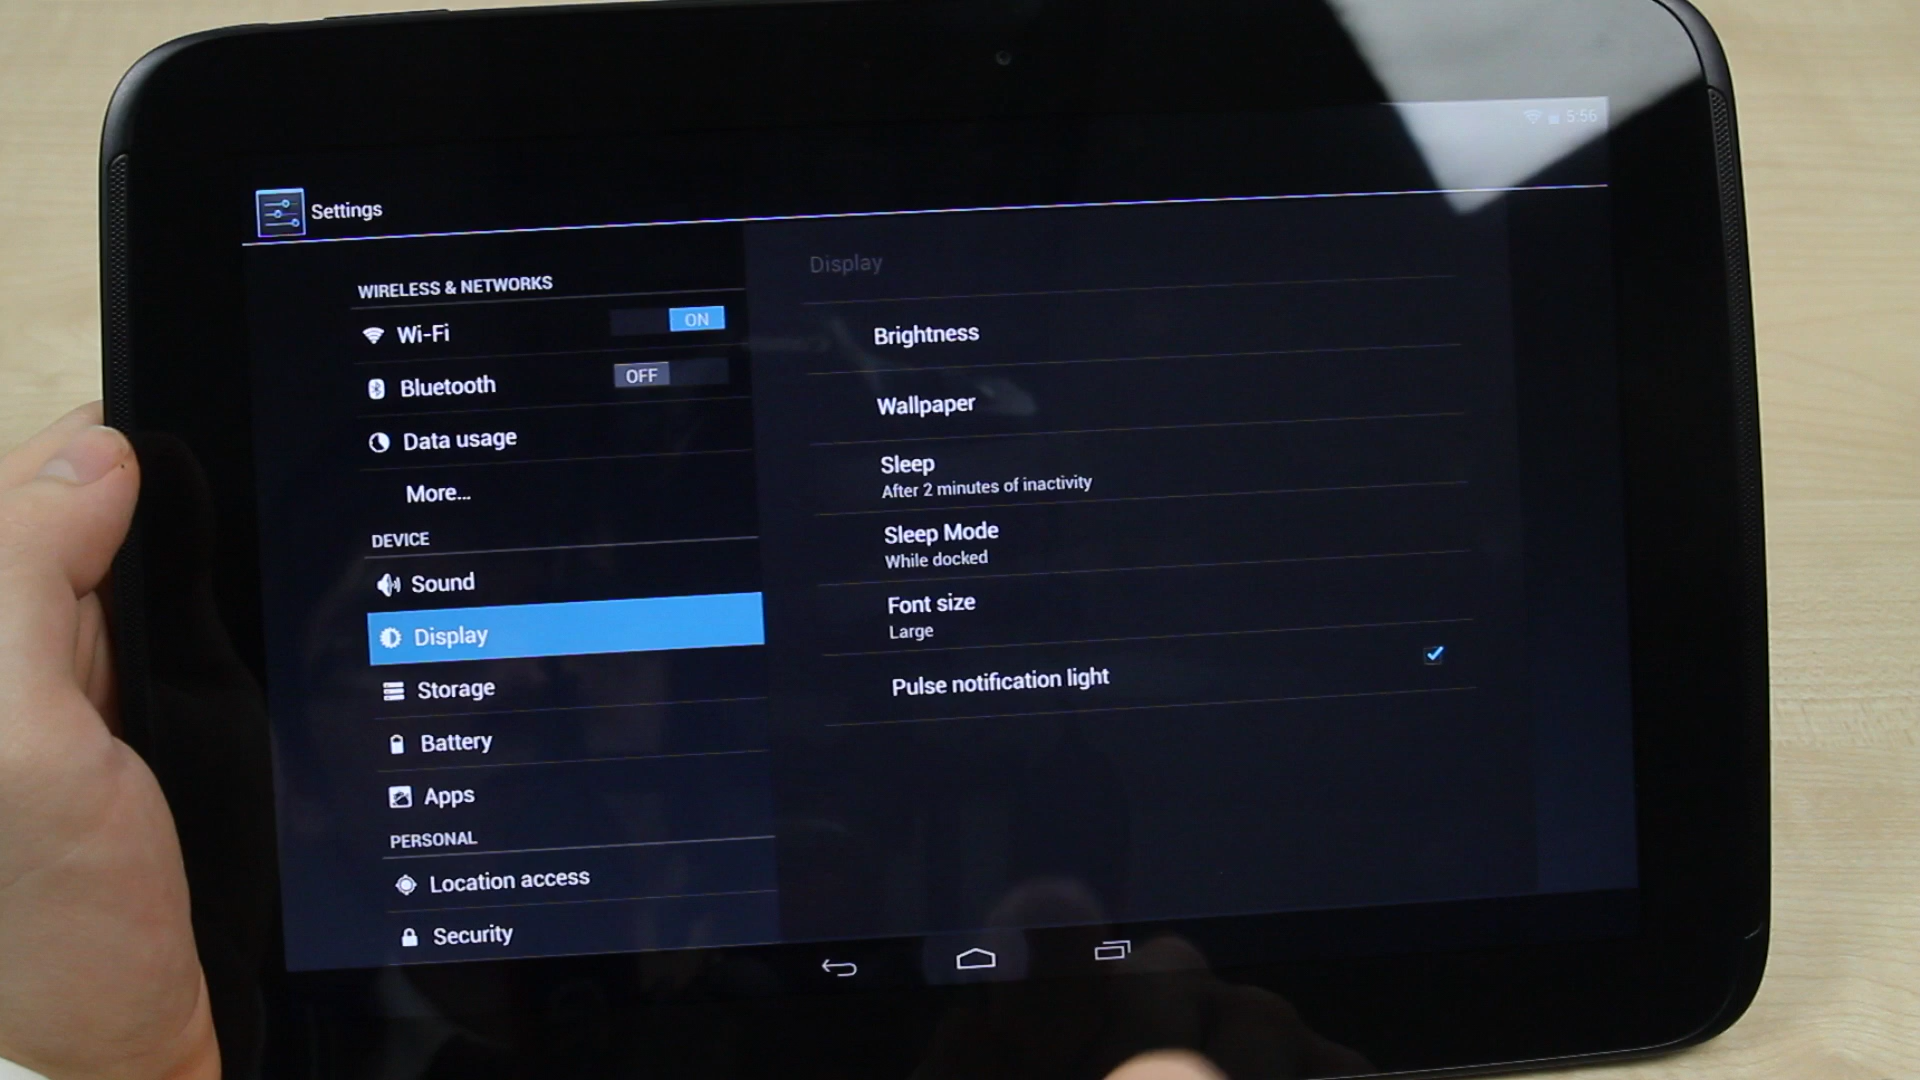 5:56
Settings
WIRELESS & NETWORKS
Wi-Fi ON
Bluetooth OFF
Data usage
More...
DEVICE
Sound
Display
Storage
Battery
Apps
PERSONAL
Location access
Security
Display
Brightness
Wallpaper
Sleep
After 2 minutes of inactivity
Sleep Mode
While docked
Font size
Large
Pulse notification light